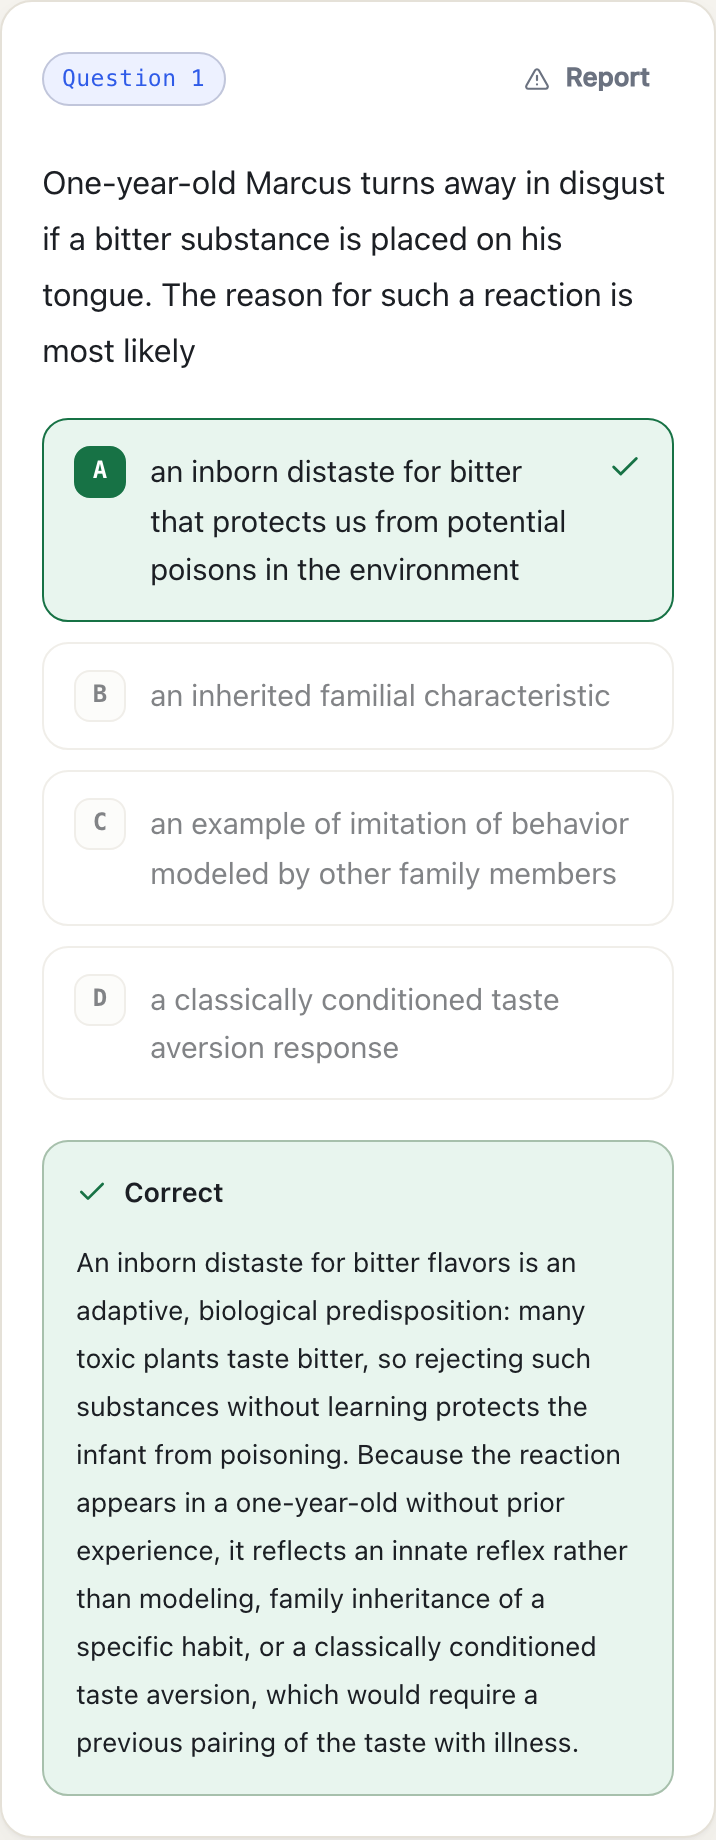 Question 1
Report
One-year-old Marcus turns away in disgust
if a bitter substance is placed on his
tongue. The reason for such a reaction is
most likely
A
an inborn distaste for bitter
that protects us from potential
poisons in the environment
B
an inherited familial characteristic
C
an example of imitation of behavior
modeled by other family members
D
a classically conditioned taste
aversion response
Correct
An inborn distaste for bitter flavors is an
adaptive, biological predisposition: many
toxic plants taste bitter, so rejecting such
substances without learning protects the
infant from poisoning. Because the reaction
appears in a one-year-old without prior
experience, it reflects an innate reflex rather
than modeling, family inheritance of a
specific habit, or a classically conditioned
taste aversion, which would require a
previous pairing of the taste with illness.